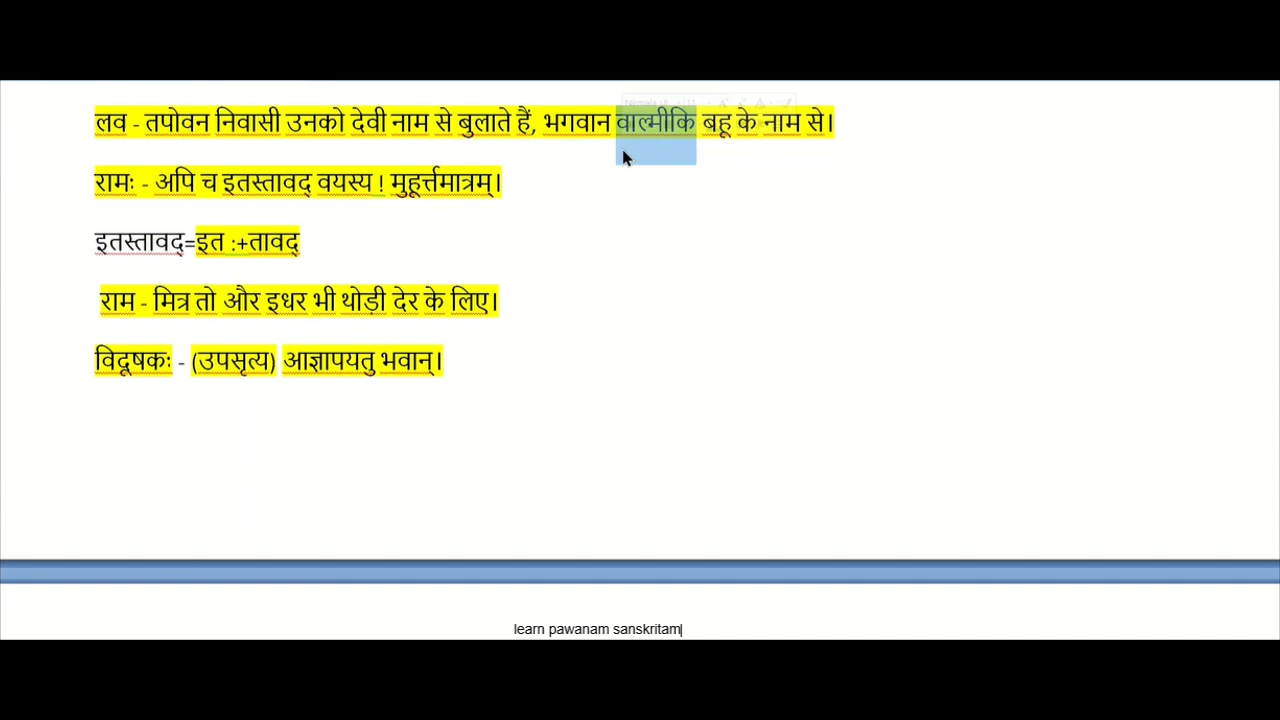 लव - तपोवन निवासी उनको देवी नाम से बुलाते हैं, भगवान वाल्मीकि बहू के नाम से।
रामः - अपि च इतस्तावद् वयस्य ! मुहूर्त्तमात्रम्।
इतस्तावद्=इत :+तावद्
राम - मित्र तो और इधर भी थोड़ी देर के लिए।
विदूषकः - (उपसृत्य) आज्ञापयतु भवान्।
learn pawanam sanskritam